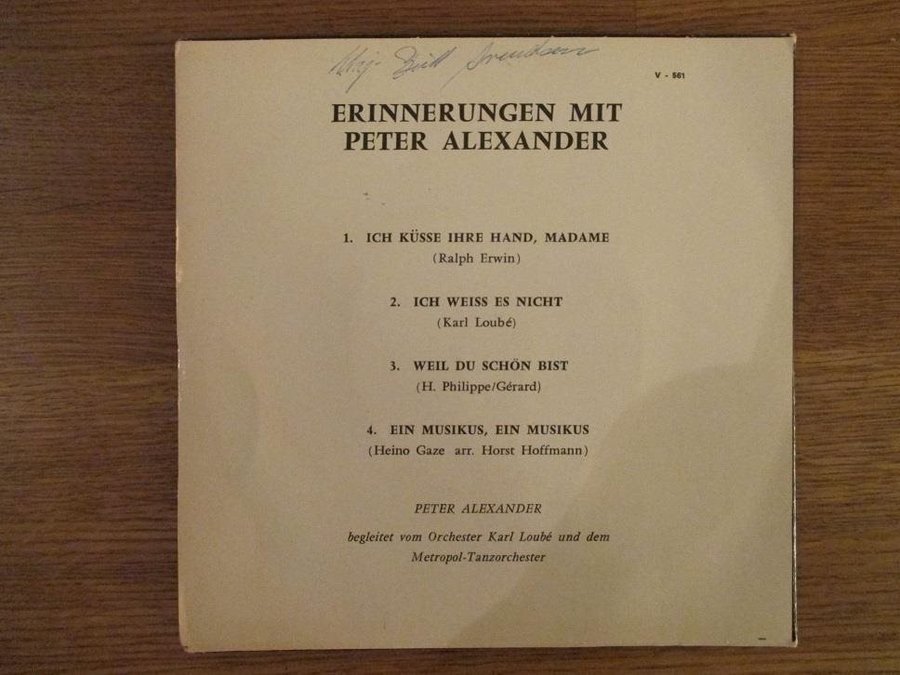 V - 561
ERINNERUNGEN MIT
PETER ALEXANDER
1. ICH KÜSSE IHRE HAND, MADAME
(Ralph Erwin)
2. ICH WEISS ES NICHT
(Karl Loubé)
3. WEIL DU SCHÖN BIST
(H. Philippe/Gérard)
4. EIN MUSIKUS, EIN MUSIKUS
(Heino Gaze arr. Horst Hoffmann)
PETER ALEXANDER
begleitet vom Orchester Karl Loubé und dem
Metropol-Tanzorchester